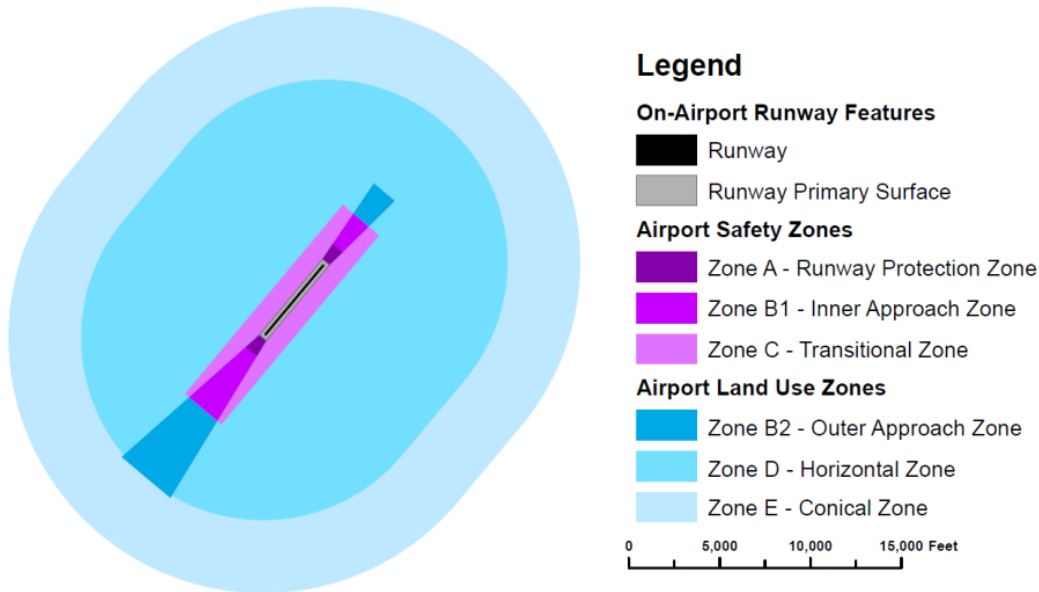 Legend
On-Airport Runway Features
Runway
Runway Primary Surface
Airport Safety Zones
Zone A - Runway Protection Zone
Zone B1 - Inner Approach Zone
Zone C - Transitional Zone
Airport Land Use Zones
Zone B2 - Outer Approach Zone
Zone D - Horizontal Zone
Zone E - Conical Zone
0 5,000 10,000 15,000 Feet